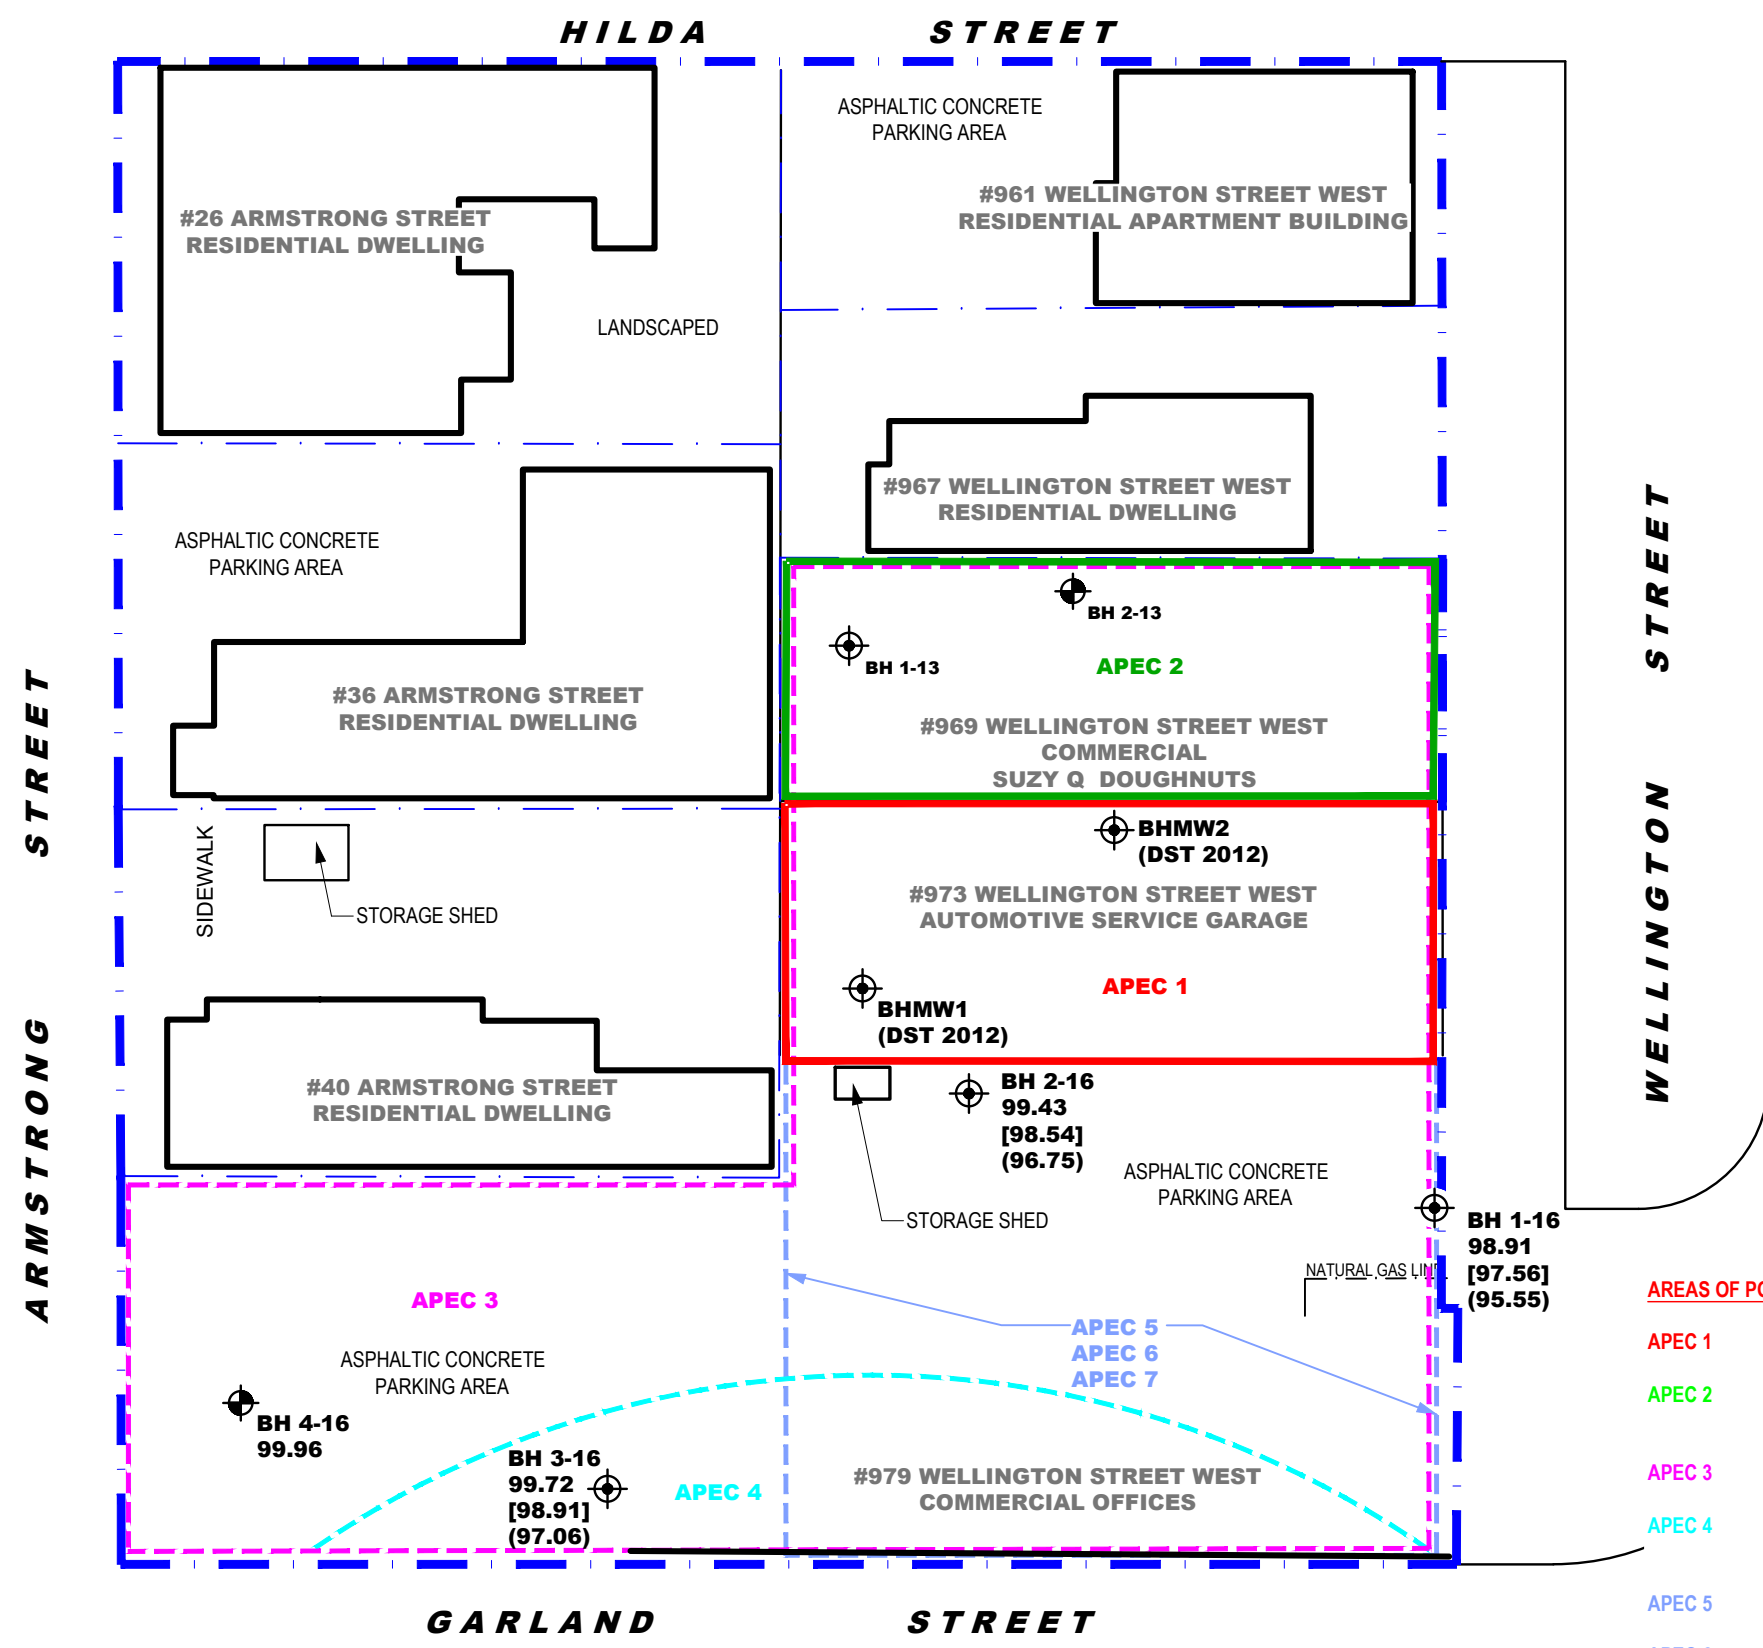 HILDA STREET
ASPHALTIC CONCRETE
PARKING AREA
#26 ARMSTRONG STREET
RESIDENTIAL DWELLING
#961 WELLINGTON STREET WEST
RESIDENTIAL APARTMENT BUILDING
LANDSCAPED
#967 WELLINGTON STREET WEST
RESIDENTIAL DWELLING
ASPHALTIC CONCRETE
PARKING AREA
BH 2-13
BH 1-13
APEC 2
#36 ARMSTRONG STREET
RESIDENTIAL DWELLING
#969 WELLINGTON STREET WEST
COMMERCIAL
SUZY Q DOUGHNUTS
ARMSTRONG STREET
WELLINGTON STREET
SIDEWALK
STORAGE SHED
BHMW2
(DST 2012)
#973 WELLINGTON STREET WEST
AUTOMOTIVE SERVICE GARAGE
APEC 1
BHMW1
(DST 2012)
#40 ARMSTRONG STREET
RESIDENTIAL DWELLING
BH 2-16
99.43
[98.54]
(96.75)
ASPHALTIC CONCRETE
PARKING AREA
STORAGE SHED
BH 1-16
98.91
[97.56]
(95.55)
NATURAL GAS LINE
APEC 3
APEC 5
APEC 6
APEC 7
ASPHALTIC CONCRETE
PARKING AREA
BH 4-16
99.96
BH 3-16
99.72
[98.91]
(97.06)
APEC 4
#979 WELLINGTON STREET WEST
COMMERCIAL OFFICES
GARLAND STREET
AREAS OF
APEC 1
APEC 2
APEC 3
APEC 4
APEC 5